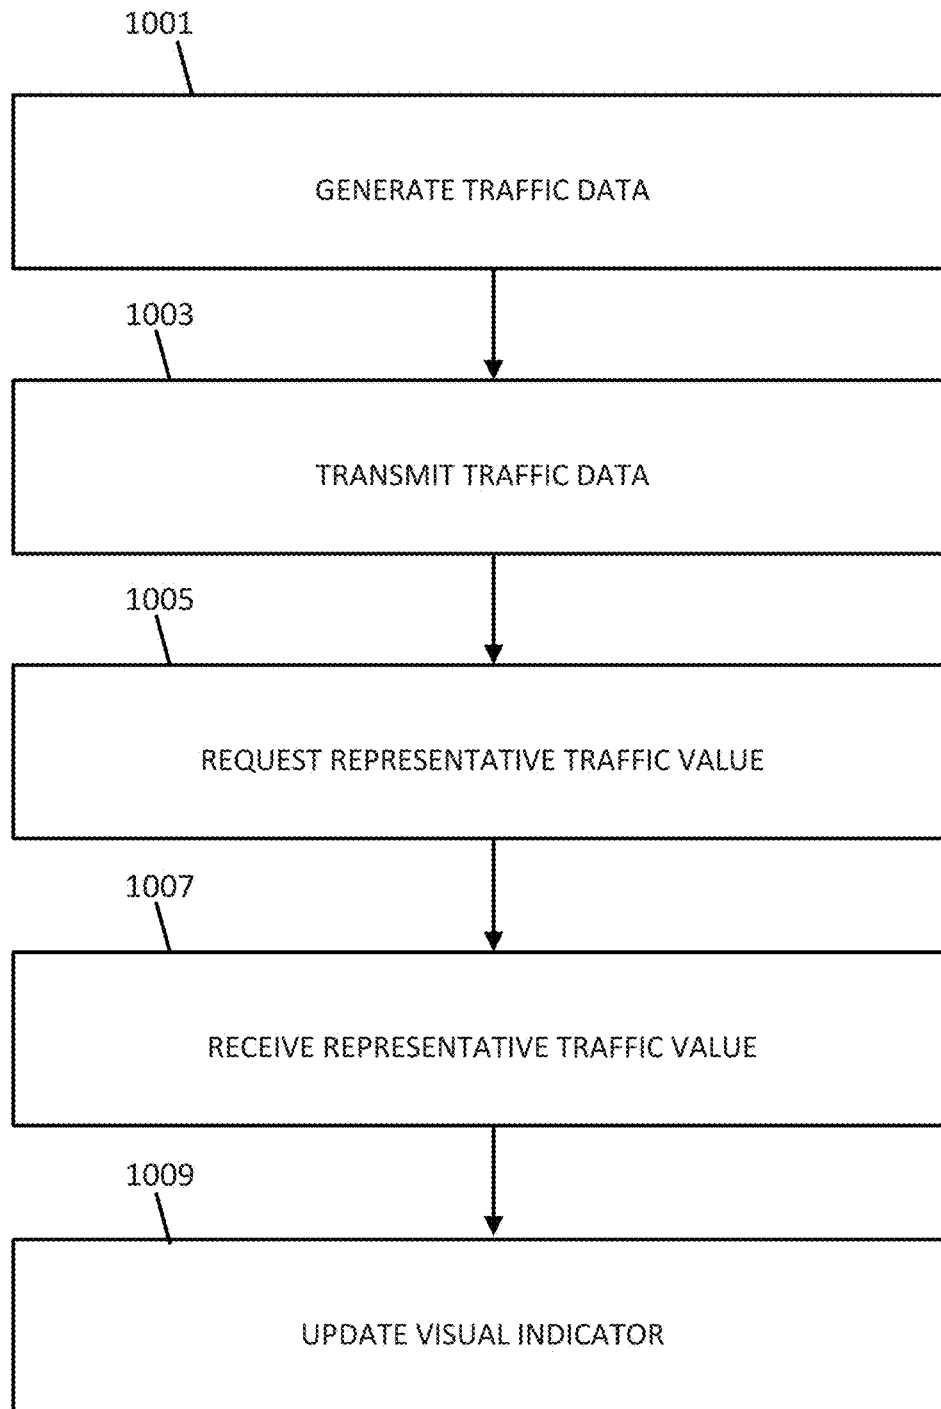 1001
GENERATE TRAFFIC DATA
1003
TRANSMIT TRAFFIC DATA
1005
REQUEST REPRESENTATIVE TRAFFIC VALUE
1007
RECEIVE REPRESENTATIVE TRAFFIC VALUE
1009
UPDATE VISUAL INDICATOR